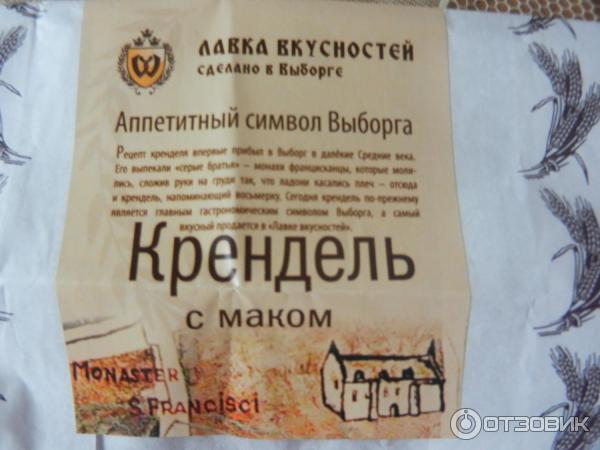 ЛАВКА ВКУСНОСТЕЙ
СДЕЛАНО В ВЫБОРГЕ
Аппетитный символ Выборга
Рецепт кренделя впервые прибыл в Выборг в далёкие Средние века.
Его выпекали «серые братья» – монахи францисканцы, которые моли-
лись, сложив руки на груди так, что ладони касались плеч – отсюда
и крендель, напоминающий восьмерку. Сегодня крендель по-прежнему
является главным гастрономическим символом Выборга, а самый
вкусный продается в «Лавке вкусностей».
Крендель
с маком
MONASTER
S FRANCISCI
ОТЗОВИК